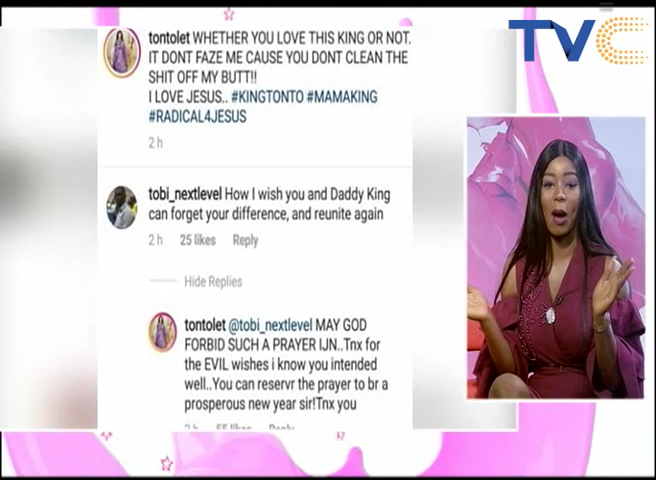 TVC
tontolet WHETHER YOU LOVE THIS KING OR NOT.
IT DONT FAZE ME CAUSE YOU DONT CLEAN THE
SHIT OFF MY BUTT!!
I LOVE JESUS.. #KINGTONTO #MAMAKING
#RADICAL4JESUS
2 h
tobi_nextlevel How I wish you and Daddy King
can forget your difference, and reunite again
2 h 25 likes Reply
Hide Replies
tontolet @tobi_nextlevel MAY GOD
FORBID SUCH A PRAYER IJN..Tnx for
the EVIL wishes i know you intended
well..You can reservr the prayer to br a
prosperous new year sir!Tnx you
2 h 55 likes Reply